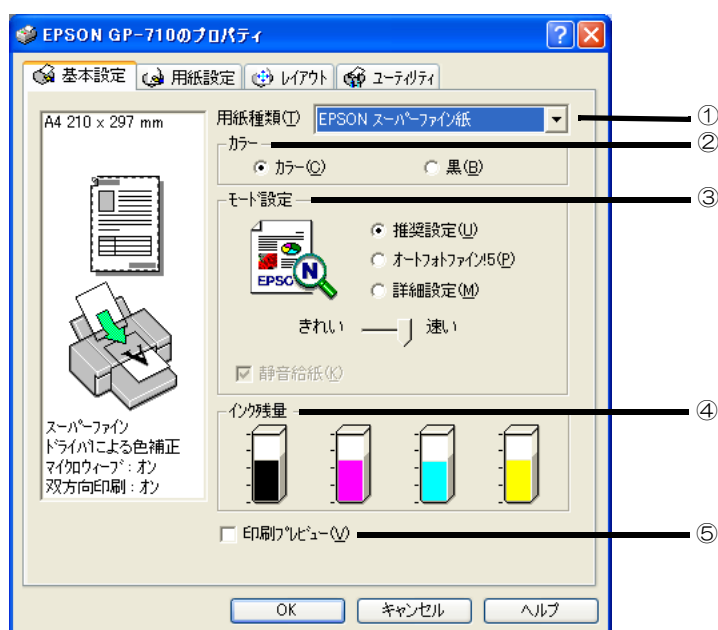 EPSON GP-710のプロパティ
基本設定 用紙設定 レイアウト ユーティリティ
A4 210 x 297 mm
用紙種類(T) EPSON スーパーファイン紙 ①
カラー ②
カラー(C) 黒(B)
モード設定 ③
推奨設定(U)
オートフォトファイン!5(P)
詳細設定(M)
EPSO N
きれい 速い
静音給紙(K)
インク残量 ④
スーパーファイン
ドライバによる色補正
マイクロウィーブ：オン
双方向印刷：オン
印刷プレビュー(V) ⑤
OK キャンセル ヘルプ